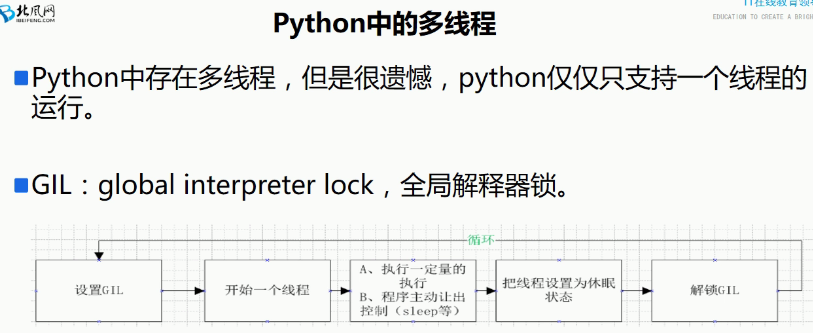 北风网
IBEIFENG.COM
IT在线教育领
EDUCATION TO CREATE A BRIGH
Python中的多线程
Python中存在多线程，但是很遗憾，python仅仅只支持一个线程的
运行。
GIL：global interpreter lock，全局解释器锁。
循环
设置GIL
开始一个线程
A、执行一定量的
执行
B、程序主动让出
控制（sleep等）
把线程设置为休眠
状态
解锁GIL